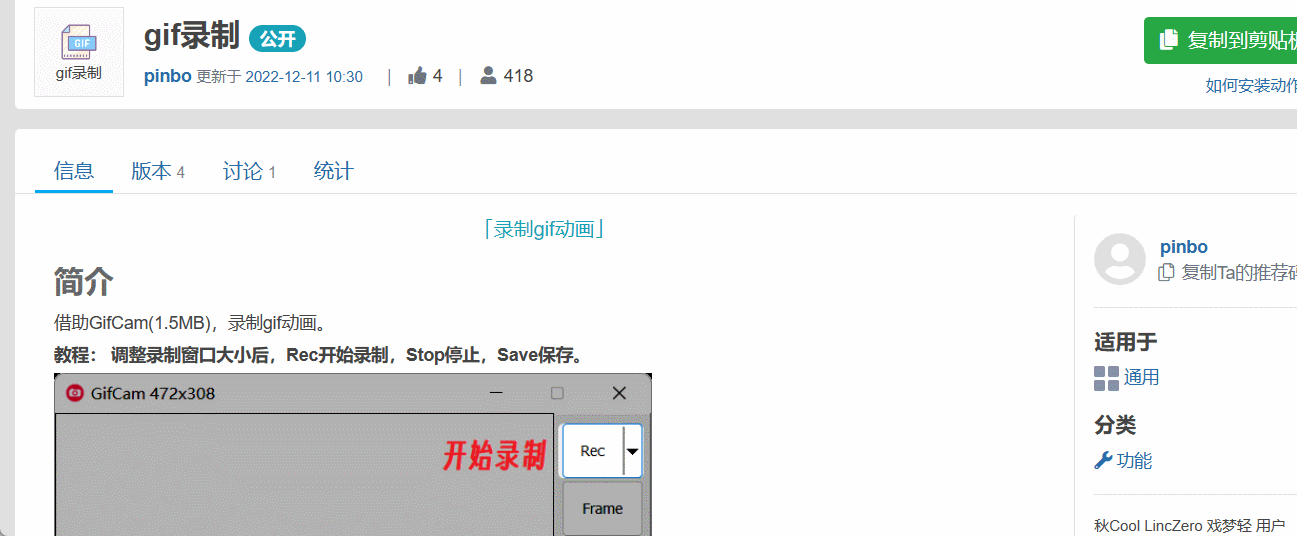 gif录制 公开
GIF
gif录制
pinbo 更新于 2022-12-11 10:30 | 4 | 418
复制到剪贴
如何安装动作
信息 版本 4 讨论 1 统计
「录制gif动画」
简介
借助GifCam(1.5MB)，录制gif动画。
教程： 调整录制窗口大小后，Rec开始录制，Stop停止，Save保存。
GifCam 472x308
开始录制
Rec
Frame
pinbo
复制Ta的推荐码
适用于
通用
分类
功能
秋Cool LincZero 戏梦轻 用户